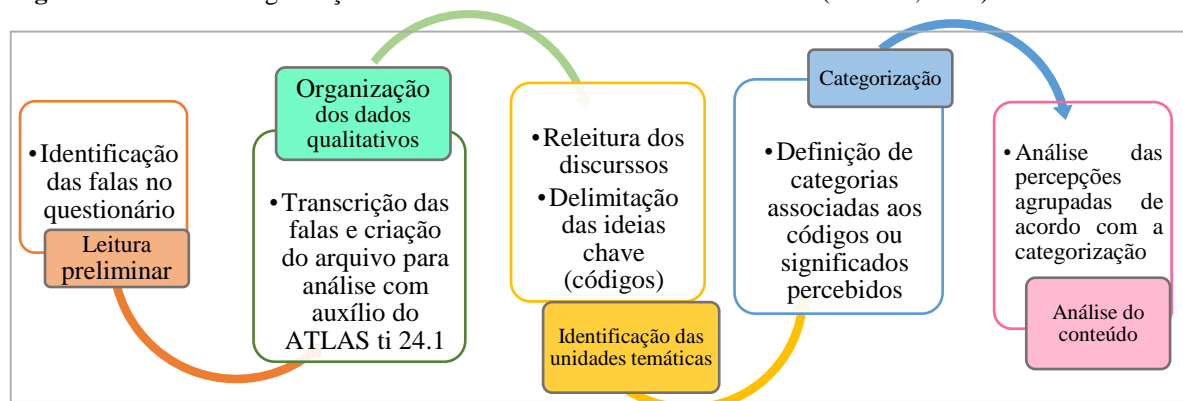 • Identificação
das falas no
questionário
Leitura
preliminar
Organização
dos dados
qualitativos
• Transcrição das
falas e criação
do arquivo para
análise com
auxílio do
ATLAS ti 24.1
• Releitura dos
discurssos
• Delimitação
das ideias
chave
(códigos)
Identificação das
unidades temáticas
Categorização
• Definição de
categorias
associadas aos
códigos ou
significados
percebidos
• Análise das
percepções
agrupadas de
acordo com a
categorização
Análise do
conteúdo